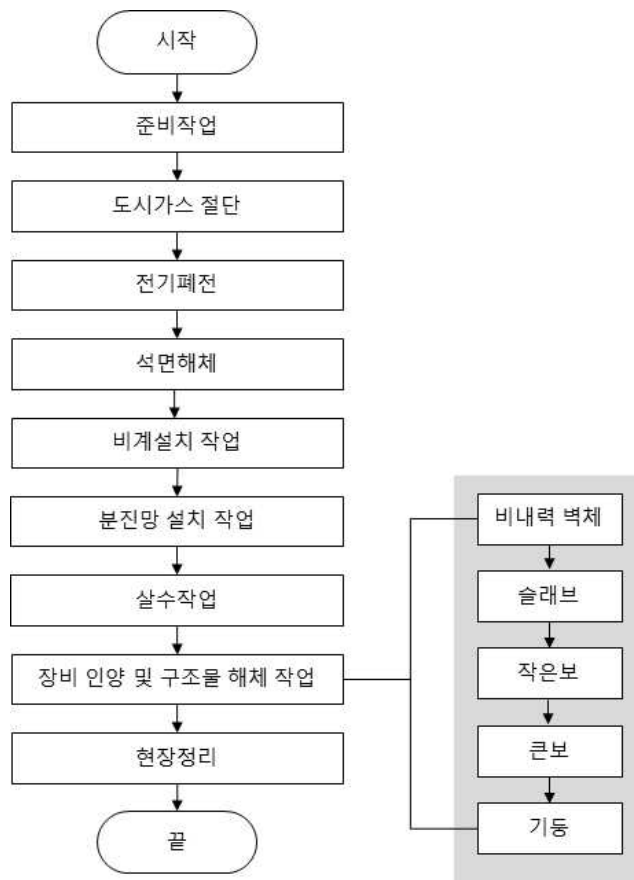 시작
준비작업
도시가스 절단
전기폐전
석면해체
비계설치 작업
분진망 설치 작업
살수작업
장비 인양 및 구조물 해체 작업
현장정리
끝
비내력 벽체
슬래브
작은보
큰보
기둥